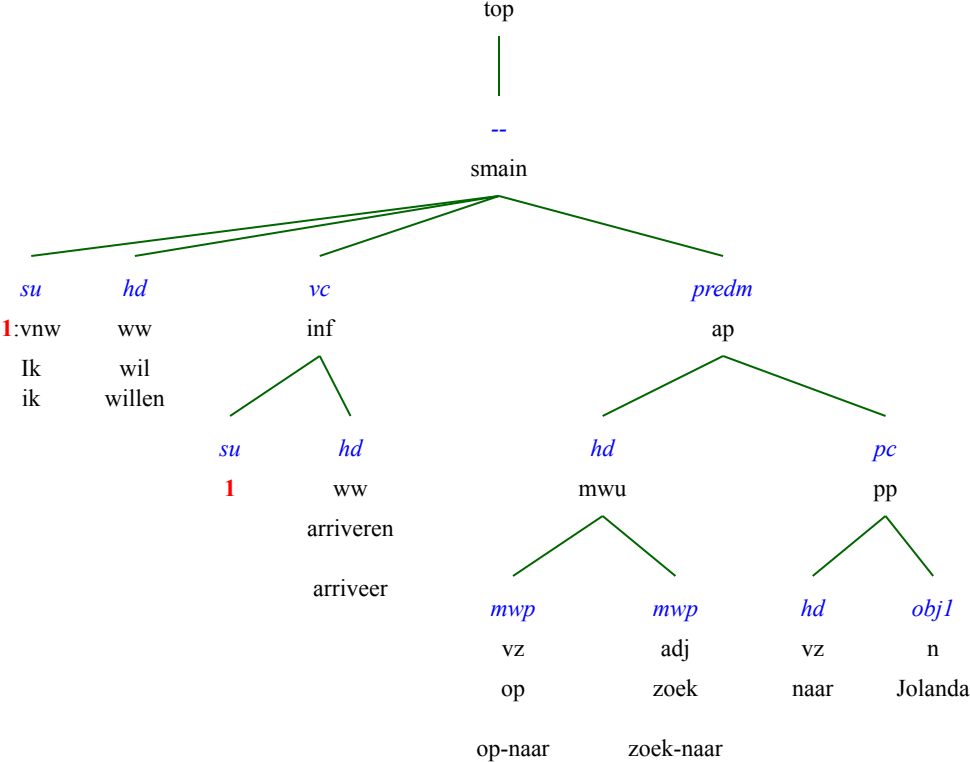 top
--
smain
su hd vc predm
1:vnw ww inf ap
Ik wil
ik willen
su hd hd pc
1 ww mwu pp
arriveren
arriveer
mwp mwp hd obj1
vz adj vz n
op zoek naar Jolanda
op-naar zoek-naar